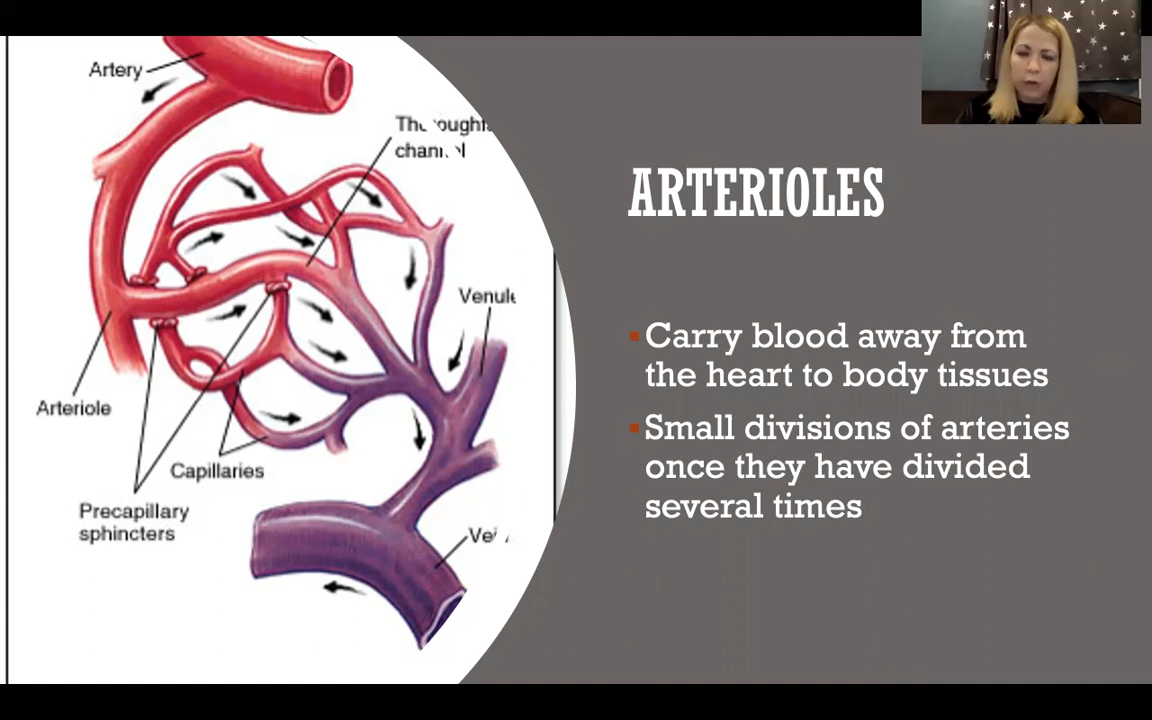 Artery
channel
Venule
Arteriole
Capillaries
Precapillary
sphincters
ARTERIOLES
Carry blood away from
the heart to body tissues
Small divisions of arteries
once they have divided
several times